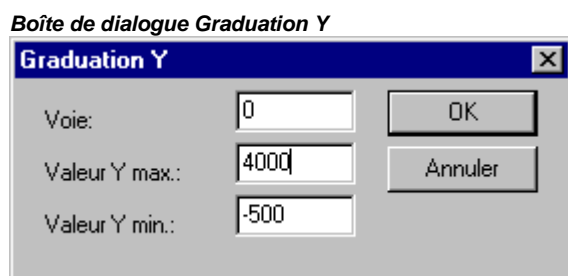 Boîte de dialogue Graduation Y
Graduation Y
Voie: 0 OK
Valeur Y max.: 4000 Annuler
Valeur Y min.: -500